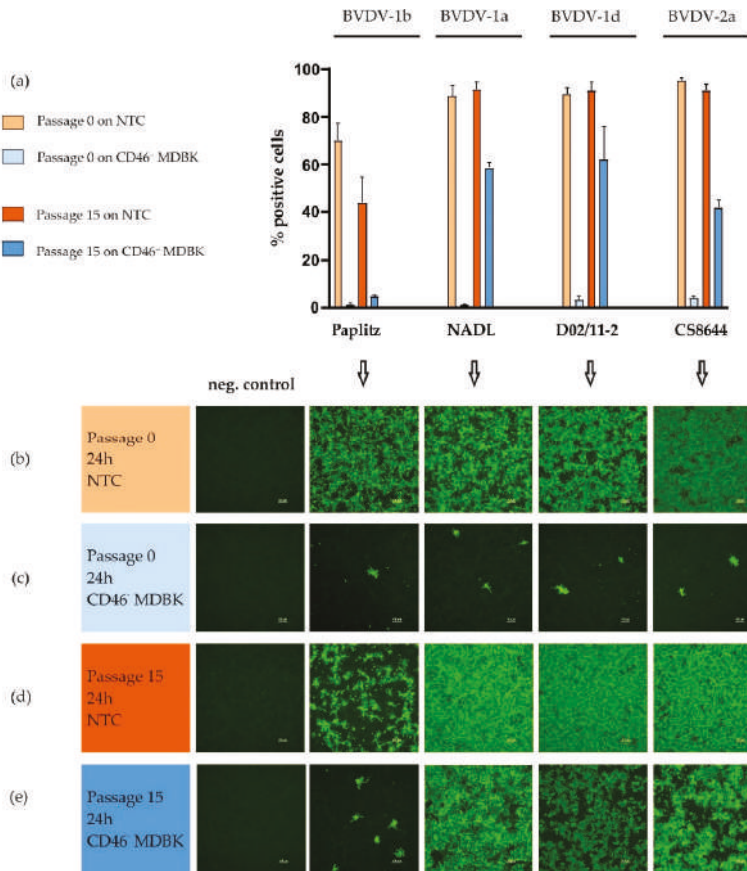 BVDV-1b BVDV-1a BVDV-1d BVDV-2a
(a)
Passage 0 on NTC
Passage 0 on CD46⁻ MDBK
Passage 15 on NTC
Passage 15 on CD46⁻ MDBK
% positive cells
100
80
60
40
20
0
Paplitz NADL D02/11-2 CS8644
neg. control
(b)
Passage 0
24h
NTC
(c)
Passage 0
24h
CD46⁻ MDBK
(d)
Passage 15
24h
NTC
(e)
Passage 15
24h
CD46⁻ MDBK